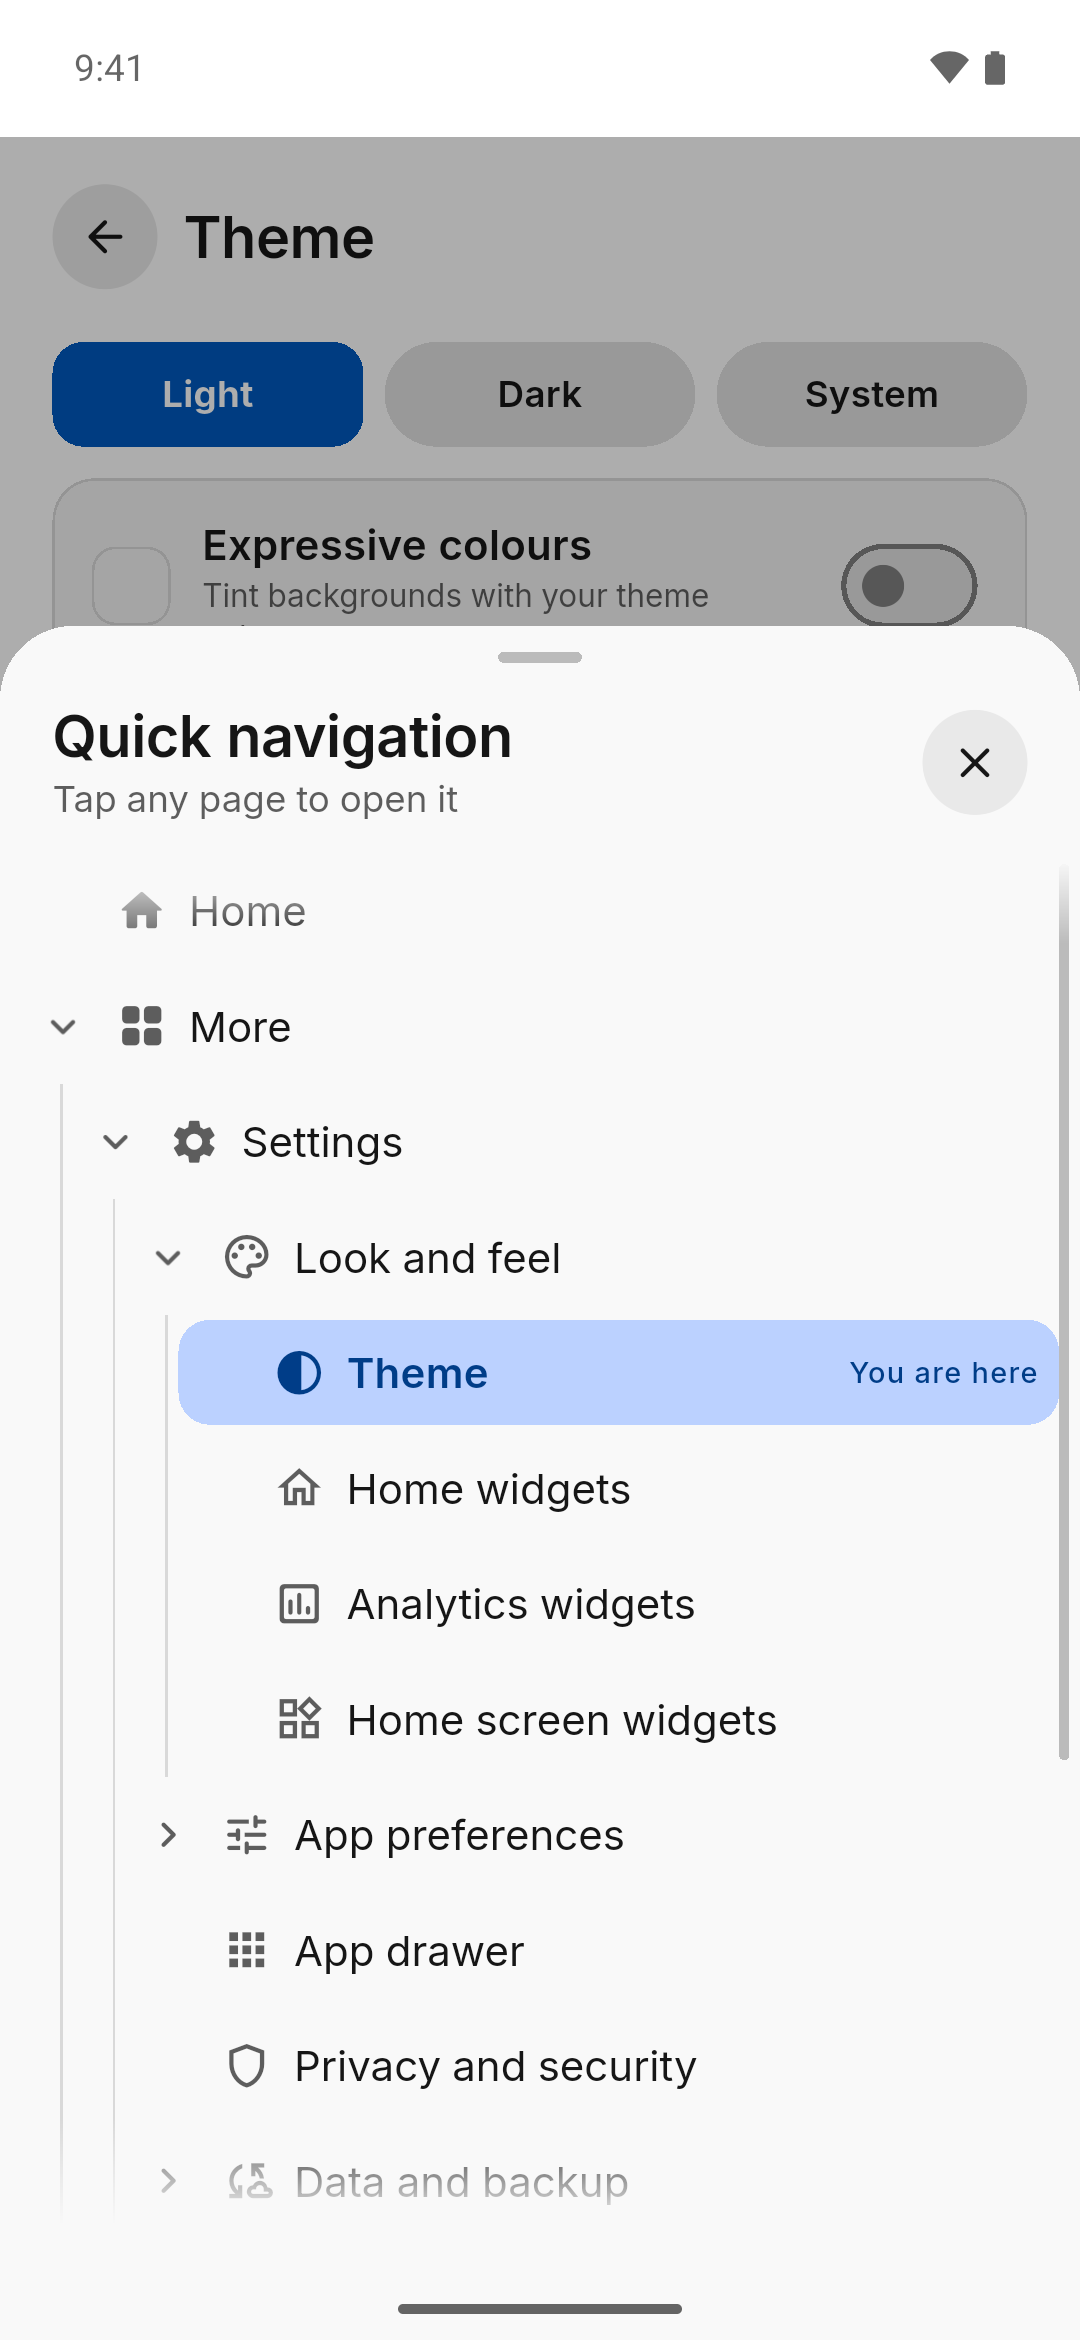 9:41
Theme
Light
Dark
System
Expressive colours
Tint backgrounds with your theme
Quick navigation
Tap any page to open it
Home
More
Settings
Look and feel
Theme
You are here
Home widgets
Analytics widgets
Home screen widgets
App preferences
App drawer
Privacy and security
Data and backup